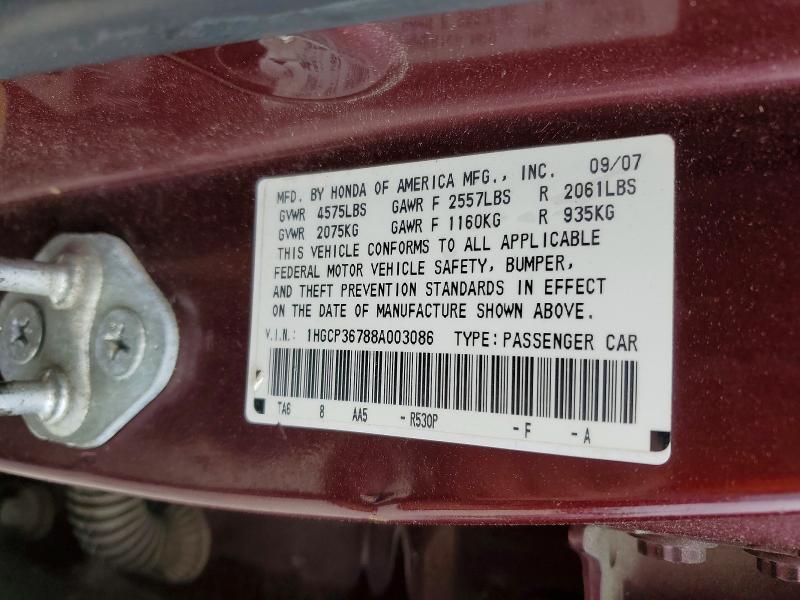 MFD. BY HONDA OF AMERICA MFG., INC. 09/07
GVWR 4575LBS GAWR F 2557LBS R 2061LBS
GVWR 2075KG GAWR F 1160KG R 935KG
THIS VEHICLE CONFORMS TO ALL APPLICABLE
FEDERAL MOTOR VEHICLE SAFETY, BUMPER,
AND THEFT PREVENTION STANDARDS IN EFFECT
ON THE DATE OF MANUFACTURE SHOWN ABOVE.
V.I.N.: 1HGCP36788A003086 TYPE: PASSENGER CAR
TA6 8 AA5 -R530P -F -A